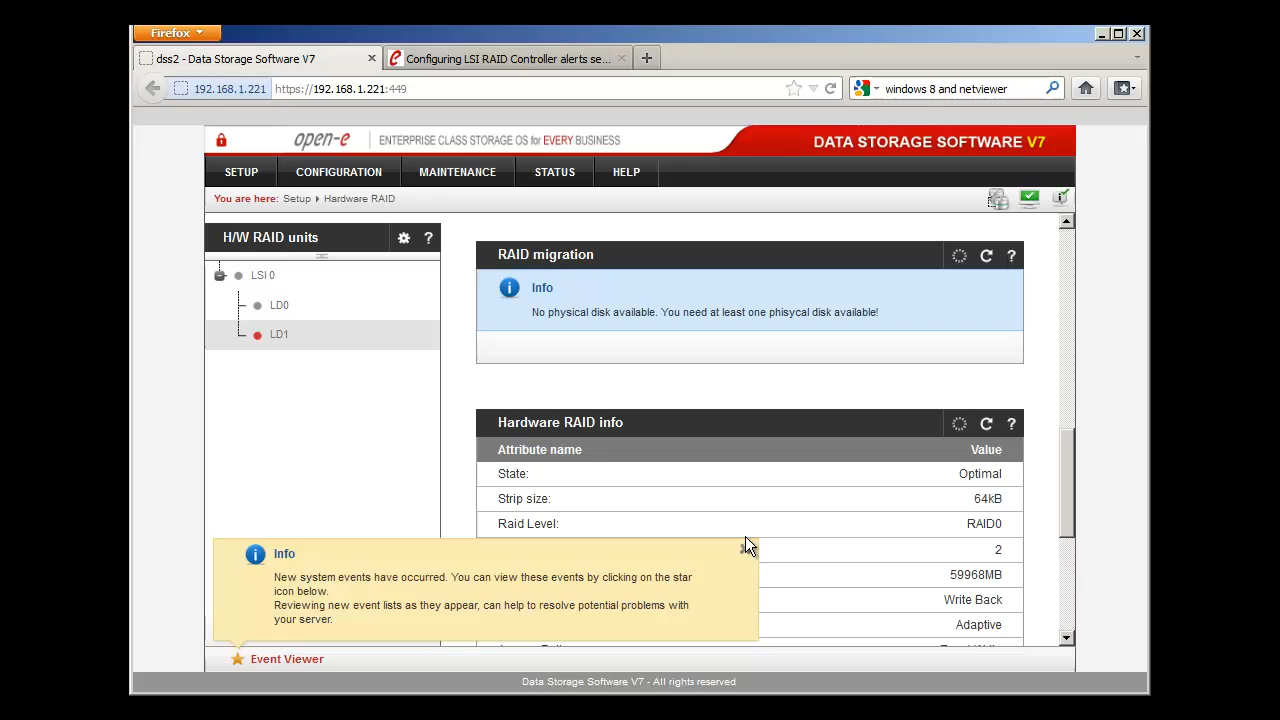 Firefox
dss2 - Data Storage Software V7
Configuring LSI RAID Controller alerts se...
192.168.1.221
https://192.168.1.221:449
windows 8 and netviewer
open-e
ENTERPRISE CLASS STORAGE OS for EVERY BUSINESS
DATA STORAGE SOFTWARE V7
SETUP
CONFIGURATION
MAINTENANCE
STATUS
HELP
You are here: Setup Hardware RAID
H/W RAID units
?
LSI 0
LD0
LD1
RAID migration
?
Info
No physical disk available. You need at least one phisycal disk available!
Hardware RAID info
?
Attribute name Value
State: Optimal
Strip size: 64kB
Raid Level: RAID0
2
59968MB
Write Back
Adaptive
Info
New system events have occurred. You can view these events by clicking on the star
icon below.
Reviewing new event lists as they appear, can help to resolve potential problems with
your server.
Event Viewer
Data Storage Software V7 - All rights reserved